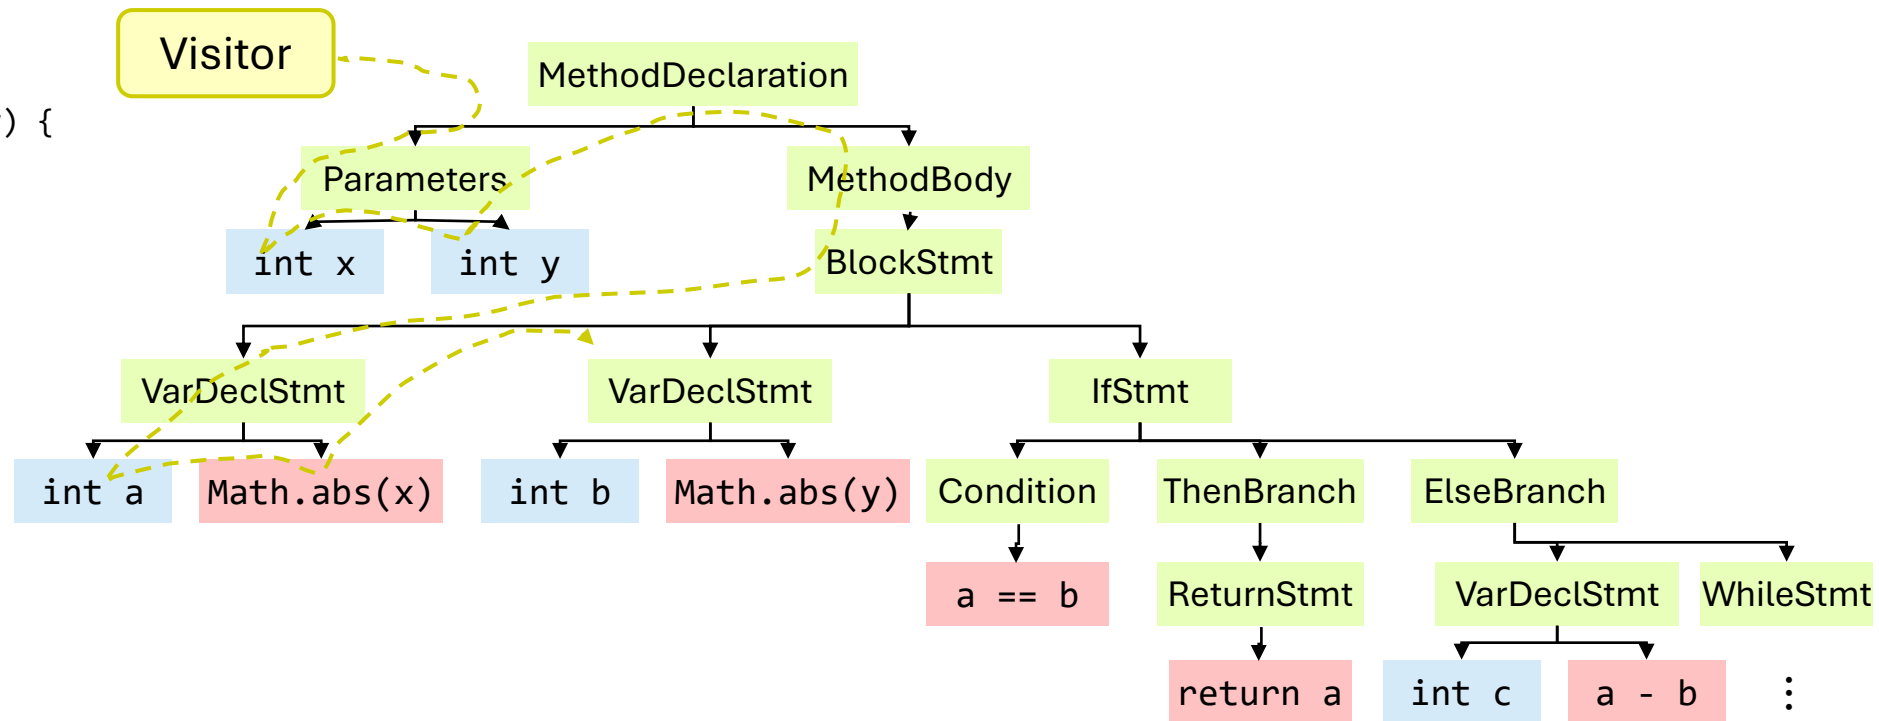 Visitor
MethodDeclaration
) {
Parameters MethodBody
int x int y BlockStmt
VarDeclStmt VarDeclStmt IfStmt
int a Math.abs(x) int b Math.abs(y) Condition ThenBranch ElseBranch
a == b ReturnStmt VarDeclStmt WhileStmt
return a int c a - b ⋮